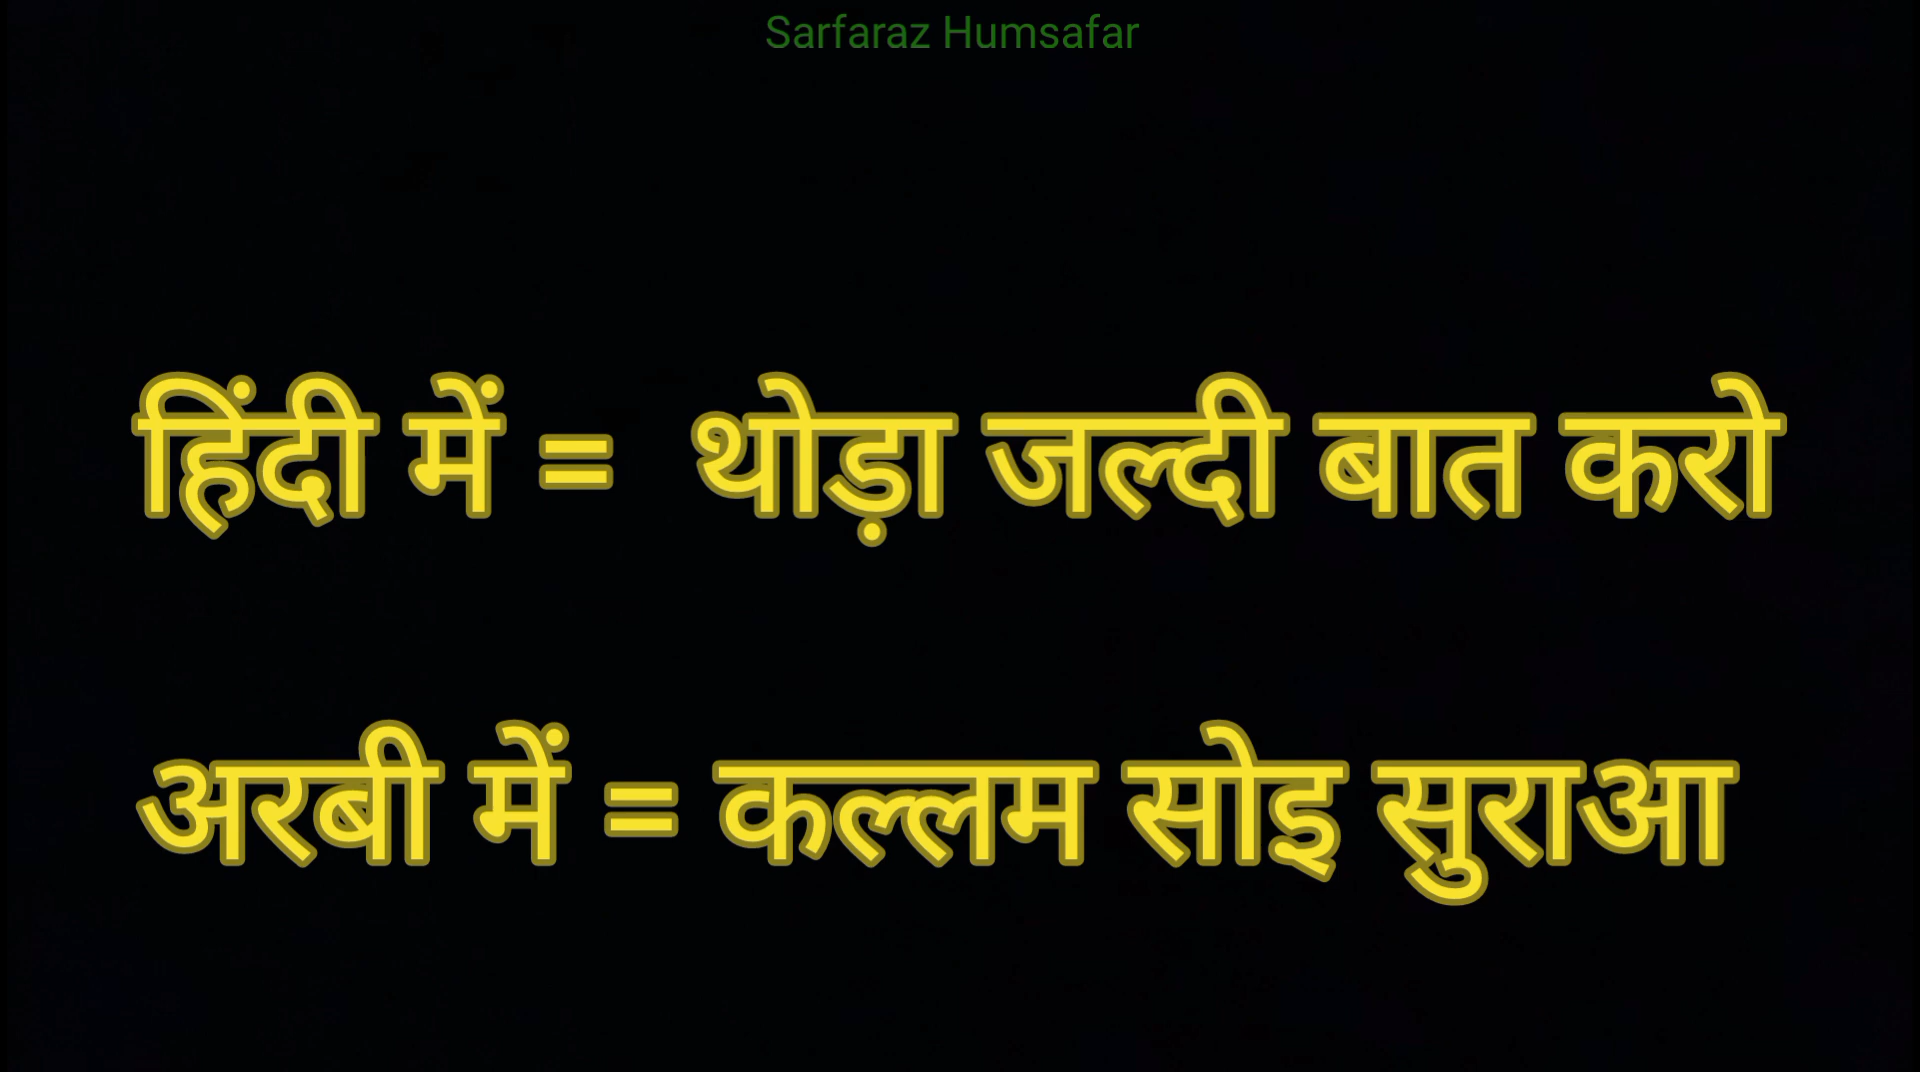 Sarfaraz Humsafar
हिंदी में = थोड़ा जल्दी बात करो
अरबी में = कल्लम सोइ सुराआ